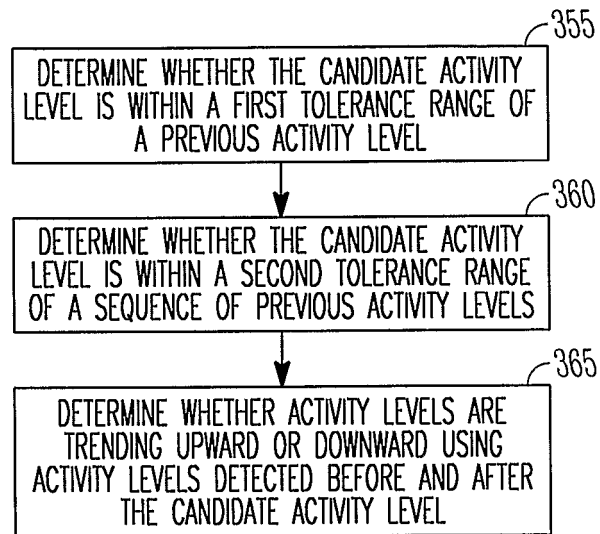 355
DETERMINE WHETHER THE CANDIDATE ACTIVITY
LEVEL IS WITHIN A FIRST TOLERANCE RANGE OF
A PREVIOUS ACTIVITY LEVEL
360
DETERMINE WHETHER THE CANDIDATE ACTIVITY
LEVEL IS WITHIN A SECOND TOLERANCE RANGE
OF A SEQUENCE OF PREVIOUS ACTIVITY LEVELS
365
DETERMINE WHETHER ACTIVITY LEVELS ARE
TRENDING UPWARD OR DOWNWARD USING
ACTIVITY LEVELS DETECTED BEFORE AND AFTER
THE CANDIDATE ACTIVITY LEVEL